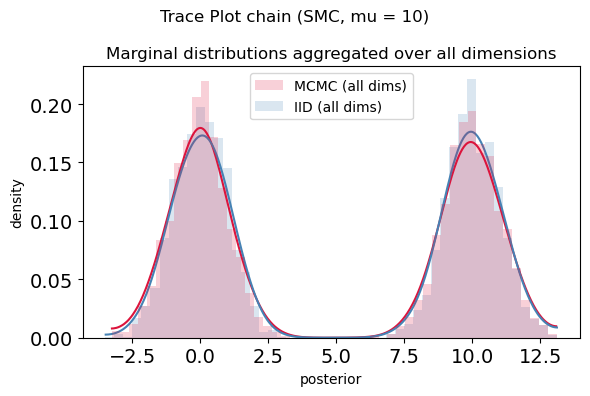 Trace Plot chain (SMC, mu = 10)
Marginal distributions aggregated over all dimensions
MCMC (all dims)
IID (all dims)
density
0.20
0.15
0.10
0.05
0.00
−2.5 0.0 2.5 5.0 7.5 10.0 12.5
posterior